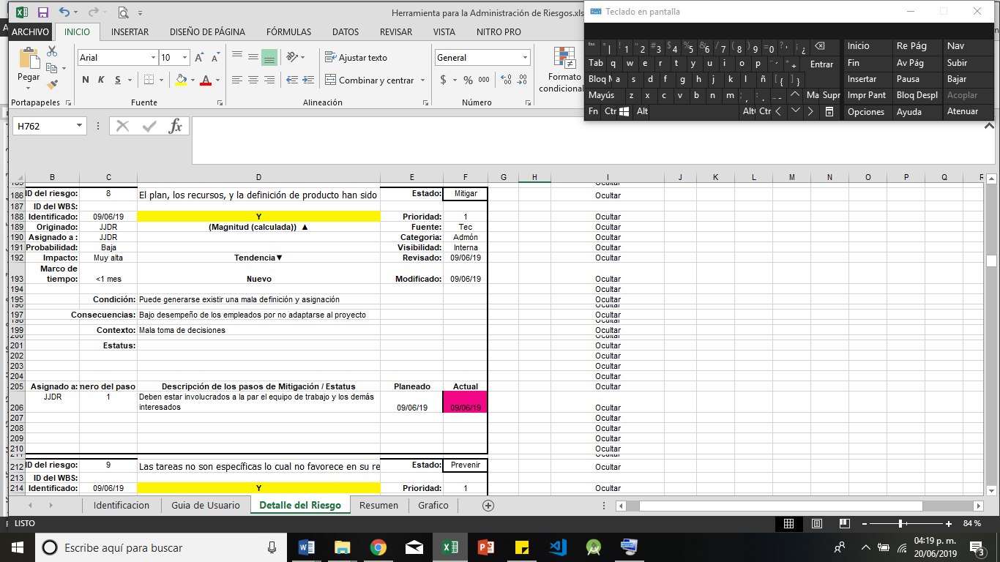 Herramienta para la Administración de Riesgos.xls
Teclado en pantalla
ARCHIVO INICIO INSERTAR DISEÑO DE PÁGINA FÓRMULAS DATOS REVISAR VISTA NITRO PRO
Arial 10 Ajustar texto General
Pegar N K S Combinar y centrar $ % 000 Formato
condicional
Portapapeles Fuente Alineación Número
Esc ° | ! 1 " 2 # 3 $ 4 % 5 & 6 / 7 ( 8 ) 9 = 0 ? ' ¡ ¿ Inicio Re Pág Nav
Tab q w e r t y u i o p ¨ ´ * + Entrar Fin Av Pág Subir
Bloq M a s d f g h j k l ñ [ { ] } Insertar Pausa Bajar
Mayús z x c v b n m ; , : . _ - Ma Supr Impr Pant Bloq Despl Acoplar
Fn Ctr Alt Alt Ctr Opciones Ayuda Atenuar
H762 fx
B C D E F G H I J K L M N O P Q R
185 Ocultar
186 ID del riesgo: 8 El plan, los recursos, y la definición de producto han sido Estado: Mitigar Ocultar
187 ID del WBS:
188 Identificado: 09/06/19 Y Prioridad: 1 Ocultar
189 Originado: JJDR (Magnitud (calculada)) ▲ Fuente: Tec Ocultar
190 Asignado a : JJDR Categoria: Admón Ocultar
191 Probabilidad: Baja Visibilidad: Interna Ocultar
192 Impacto: Muy alta Tendencia▼ Revisado: 09/06/19 Ocultar
Marco de
193 tiempo: <1 mes Nuevo Modificado: 09/06/19 Ocultar
194 Ocultar
195 Condición: Puede generarse existir una mala definición y asignación Ocultar
196 Ocultar
197 Consecuencias: Bajo desempeño de los empleados por no adaptarse al proyecto Ocultar
198 Ocultar
199 Contexto: Mala toma de decisiones Ocultar
200 Ocultar
201 Estatus: Ocultar
202 Ocultar
203 Ocultar
204 Ocultar
205 Asignado a: mero del paso Descripción de los pasos de Mitigación / Estatus Planeado Actual Ocultar
JJDR 1 Deben estar involucrados a la par el equipo de trabajo y los demás
206 interesados 09/06/19 09/06/19 Ocultar
207 Ocultar
208 Ocultar
209 Ocultar
210 Ocultar
211 Ocultar
212 ID del riesgo: 9 Las tareas no son específicas lo cual no favorece en su re Estado: Prevenir Ocultar
213 ID del WBS:
214 Identificado: 09/06/19 Y Prioridad: 1 Ocultar
Identificacion Guia de Usuario Detalle del Riesgo Resumen Grafico
LISTO 84 %
Escribe aquí para buscar 04:19 p. m.
20/06/2019 3